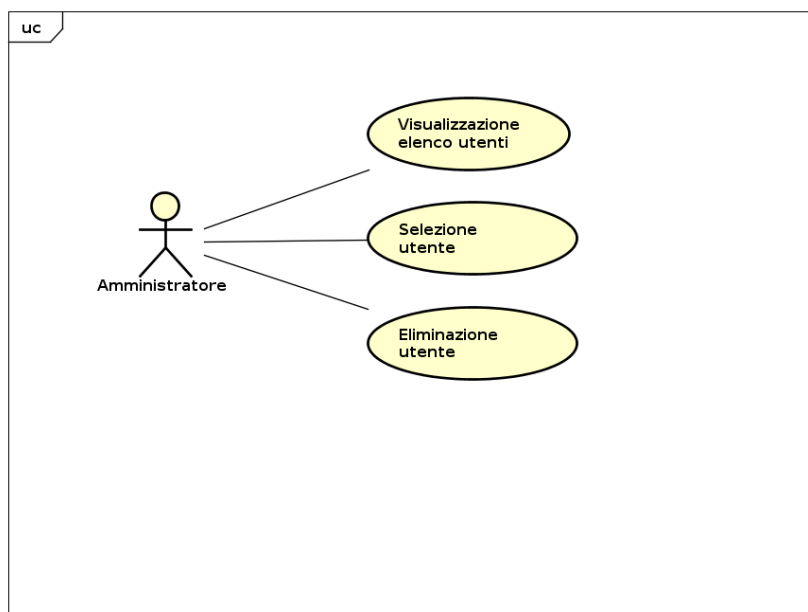 uc
Visualizzazione
elenco utenti
Selezione
utente
Amministratore
Eliminazione
utente